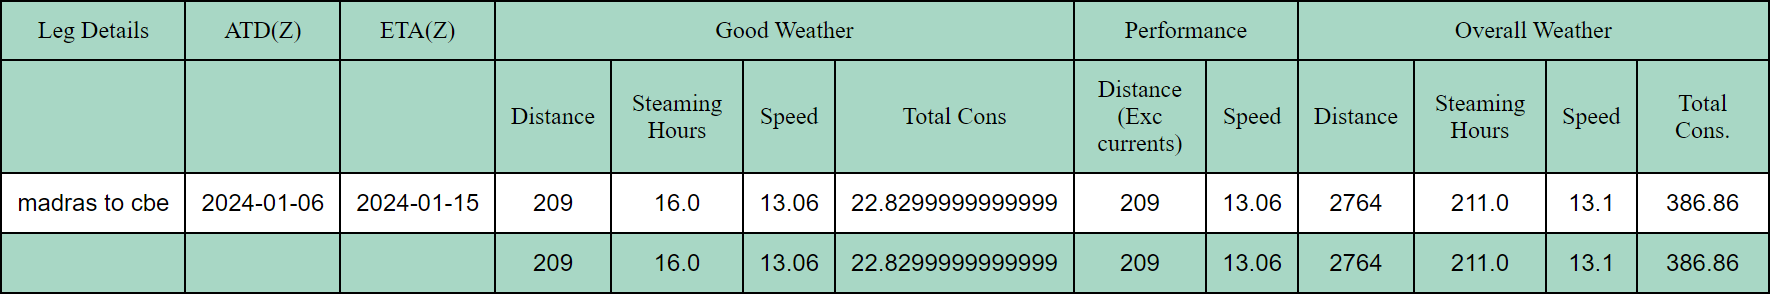 Leg Details ATD(Z) ETA(Z) Good Weather Performance Overall Weather
Distance Steaming Hours Speed Total Cons Distance (Exc currents) Speed Distance Steaming Hours Speed Total Cons.
madras to cbe 2024-01-06 2024-01-15 209 16.0 13.06 22.8299999999999 209 13.06 2764 211.0 13.1 386.86
209 16.0 13.06 22.8299999999999 209 13.06 2764 211.0 13.1 386.86